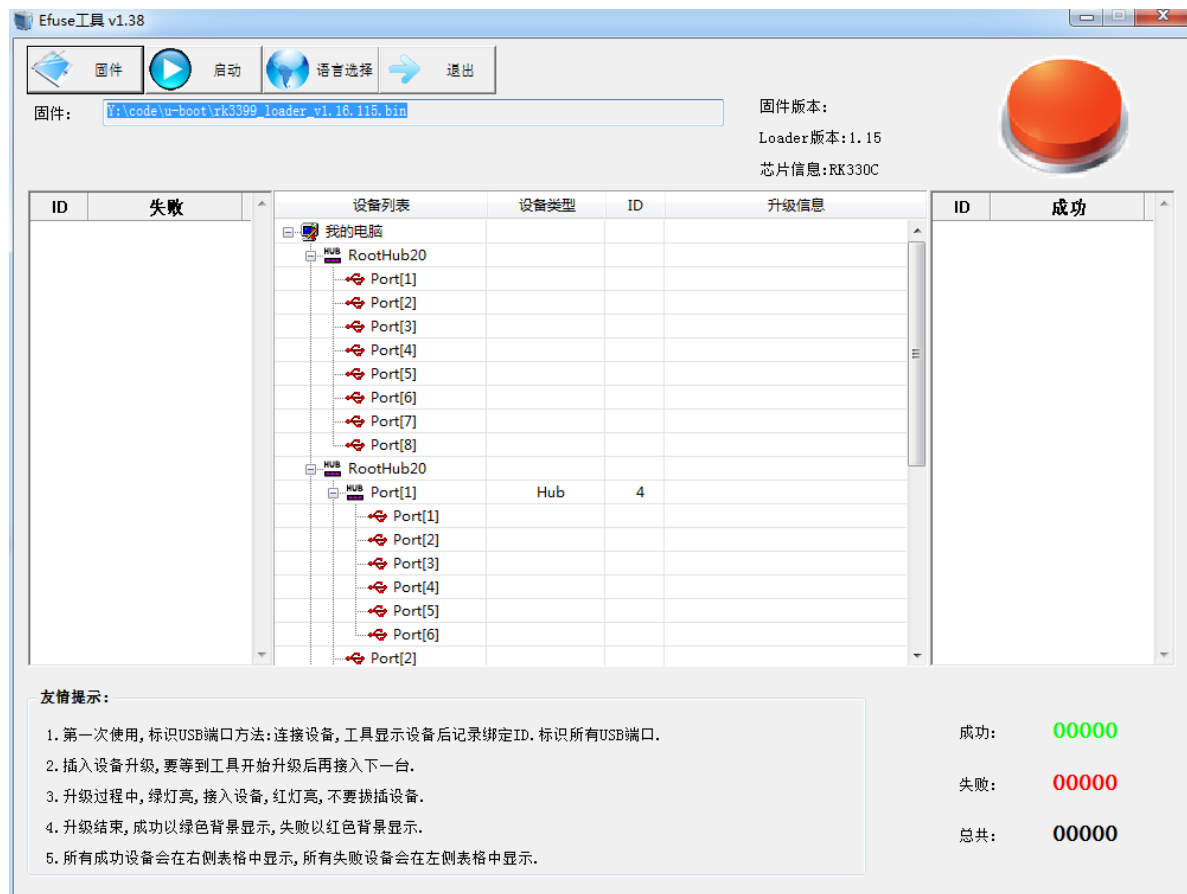 Efuse工具 v1.38
固件 启动 语言选择 退出
固件: Y:\code\u-boot\rk3399_loader_v1.16.115.bin
固件版本:
Loader版本:1.15
芯片信息:RK330C
ID 失败
设备列表 设备类型 ID 升级信息
ID 成功
我的电脑
HUB RootHub20
Port[1]
Port[2]
Port[3]
Port[4]
Port[5]
Port[6]
Port[7]
Port[8]
HUB RootHub20
HUB Port[1] Hub 4
Port[1]
Port[2]
Port[3]
Port[4]
Port[5]
Port[6]
Port[2]
友情提示:
1.第一次使用,标识USB端口方法:连接设备,工具显示设备后记录绑定ID.标识所有USB端口.
2.插入设备升级,要等到工具开始升级后再接入下一台.
3.升级过程中,绿灯亮,接入设备,红灯亮,不要拔插设备.
4.升级结束,成功以绿色背景显示,失败以红色背景显示.
5.所有成功设备会在右侧表格中显示,所有失败设备会在左侧表格中显示.
成功: 00000
失败: 00000
总共: 00000